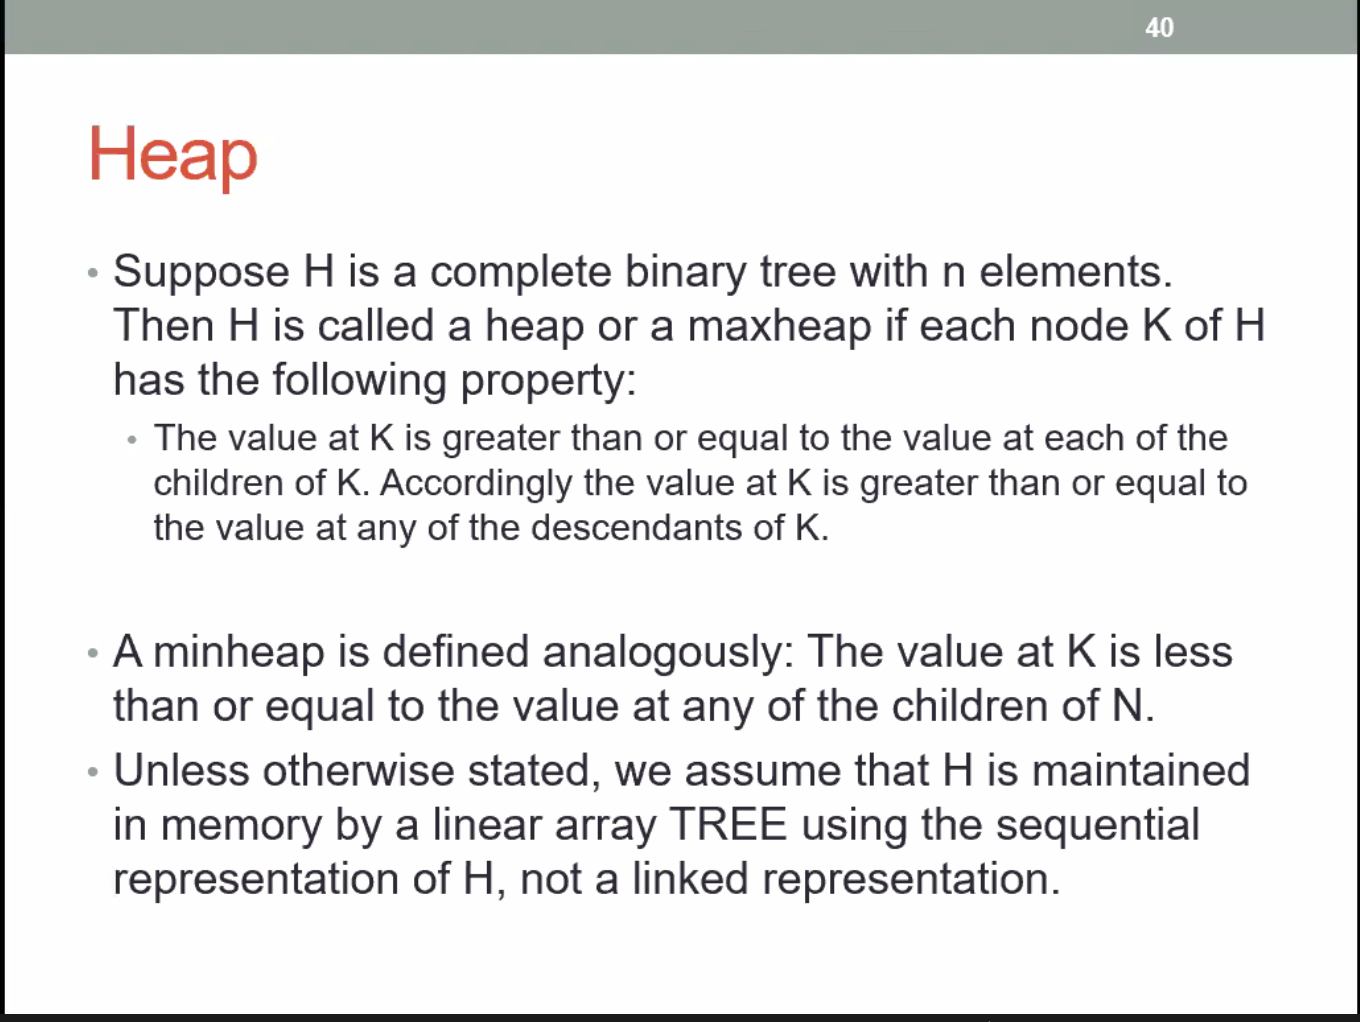 40
Heap
• Suppose H is a complete binary tree with n elements.
Then H is called a heap or a maxheap if each node K of H
has the following property:
• The value at K is greater than or equal to the value at each of the
children of K. Accordingly the value at K is greater than or equal to
the value at any of the descendants of K.
• A minheap is defined analogously: The value at K is less
than or equal to the value at any of the children of N.
• Unless otherwise stated, we assume that H is maintained
in memory by a linear array TREE using the sequential
representation of H, not a linked representation.